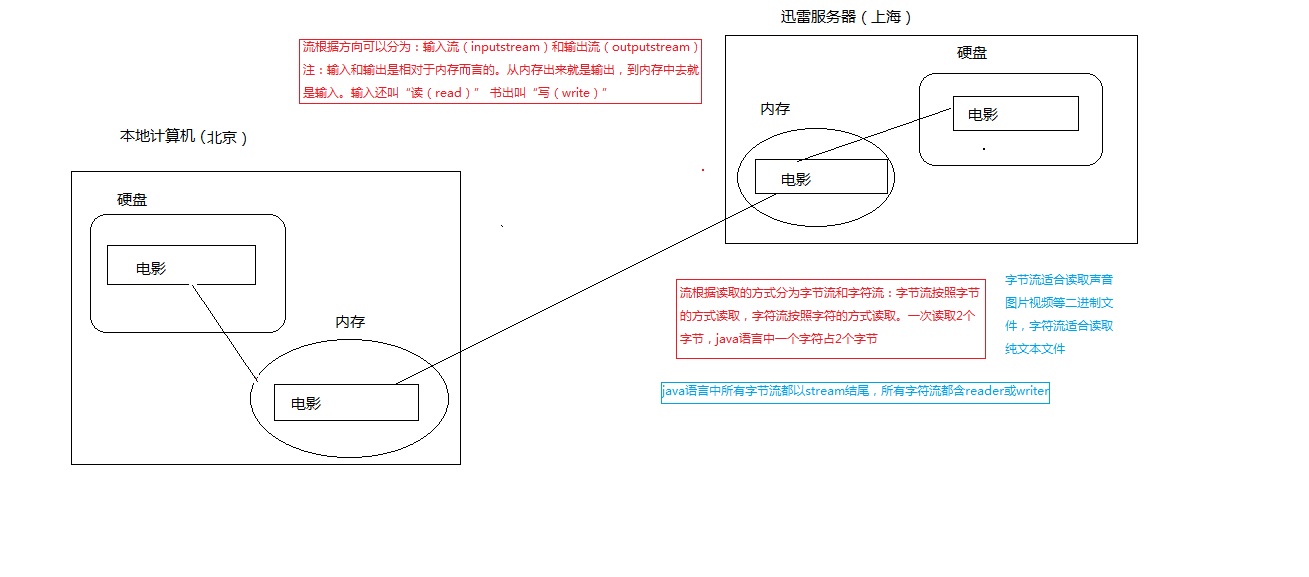 迅雷服务器（上海）
流根据方向可以分为：输入流（inputstream）和输出流（outputstream）
注：输入和输出是相对于内存而言的。从内存出来就是输出，到内存中去就
是输入。输入还叫“读（read）” 书出叫“写（write）”
硬盘
电影
内存
电影
本地计算机（北京）
硬盘
电影
内存
电影
流根据读取的方式分为字节流和字符流：字节流按照字节
的方式读取，字符流按照字符的方式读取。一次读取2个
字节，java语言中一个字符占2个字节
字节流适合读取声音
图片视频等二进制文
件，字符流适合读取
纯文本文件
java语言中所有字节流都以stream结尾，所有字符流都含reader或writer